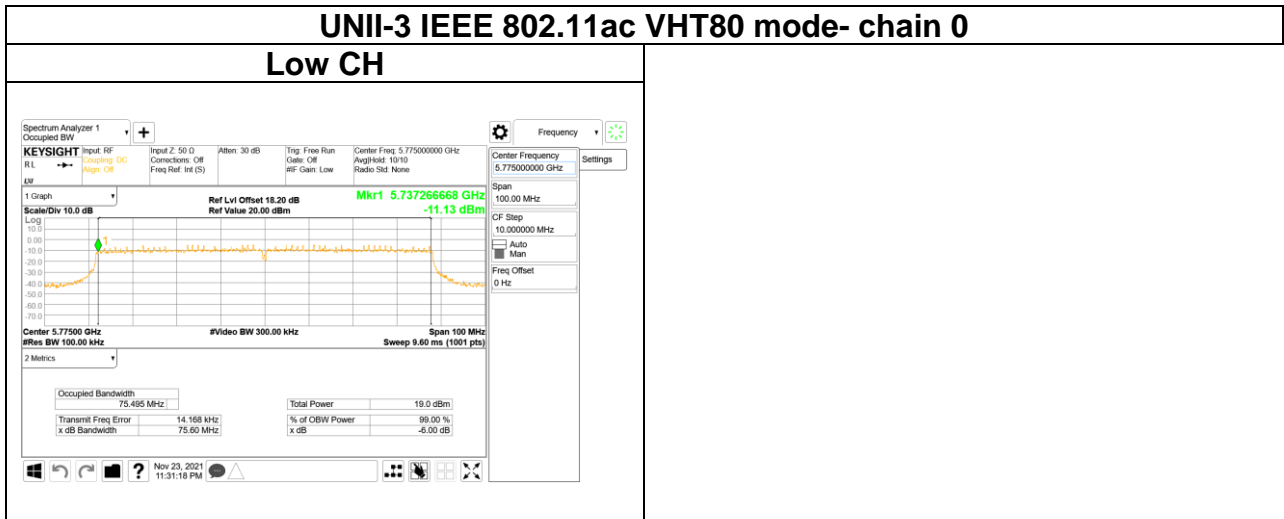 UNII-3 IEEE 802.11ac VHT80 mode- chain 0
Low CH
Spectrum Analyzer 1
Occupied BW
Frequency
KEYSIGHT
RL
Input: RF
Coupling: DC
Align: Off
Input Z: 50 Ω
Corrections: Off
Freq Ref: Int (S)
Atten: 30 dB
Trig: Free Run
Gate: Off
#IF Gain: Low
Center Freq: 5.775000000 GHz
Avg|Hold: 10/10
Radio Std: None
Center Frequency
5.775000000 GHz
Settings
Span
100.00 MHz
CF Step
10.000000 MHz
Auto
Man
Freq Offset
0 Hz
1 Graph
Scale/Div 10.0 dB
Ref Lvl Offset 18.20 dB
Ref Value 20.00 dBm
Mkr1 5.737266668 GHz
-11.13 dBm
Log
10.0
0.00
-10.0
-20.0
-30.0
-40.0
-50.0
-60.0
-70.0
1
Center 5.77500 GHz
#Res BW 100.00 kHz
#Video BW 300.00 kHz
Span 100 MHz
Sweep 9.60 ms (1001 pts)
2 Metrics
Occupied Bandwidth
75.495 MHz
Transmit Freq Error 14.168 kHz
x dB Bandwidth 75.60 MHz
Total Power 19.0 dBm
% of OBW Power 99.00 %
x dB -6.00 dB
?
Nov 23, 2021
11:31:18 PM